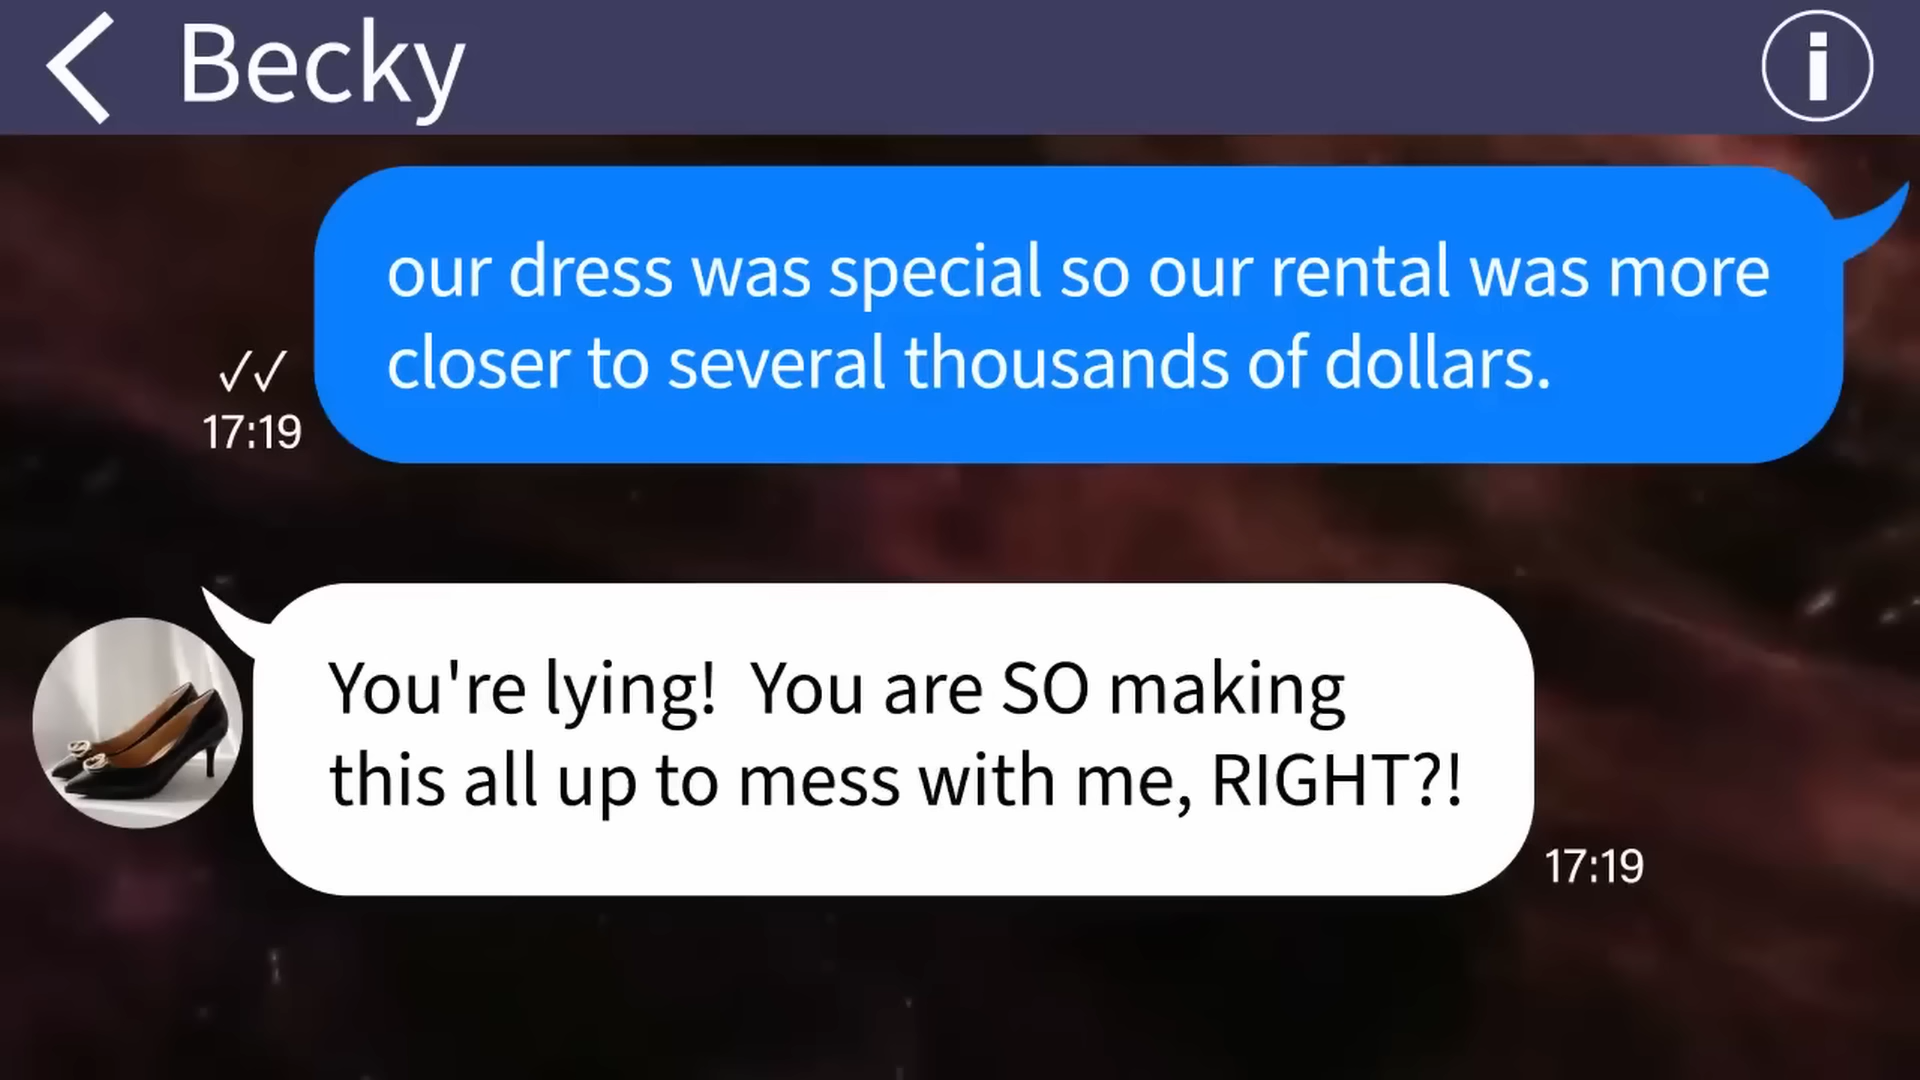 Becky
our dress was special so our rental was more
closer to several thousands of dollars.
✓✓
17:19
You're lying!  You are SO making
this all up to mess with me, RIGHT?!
17:19